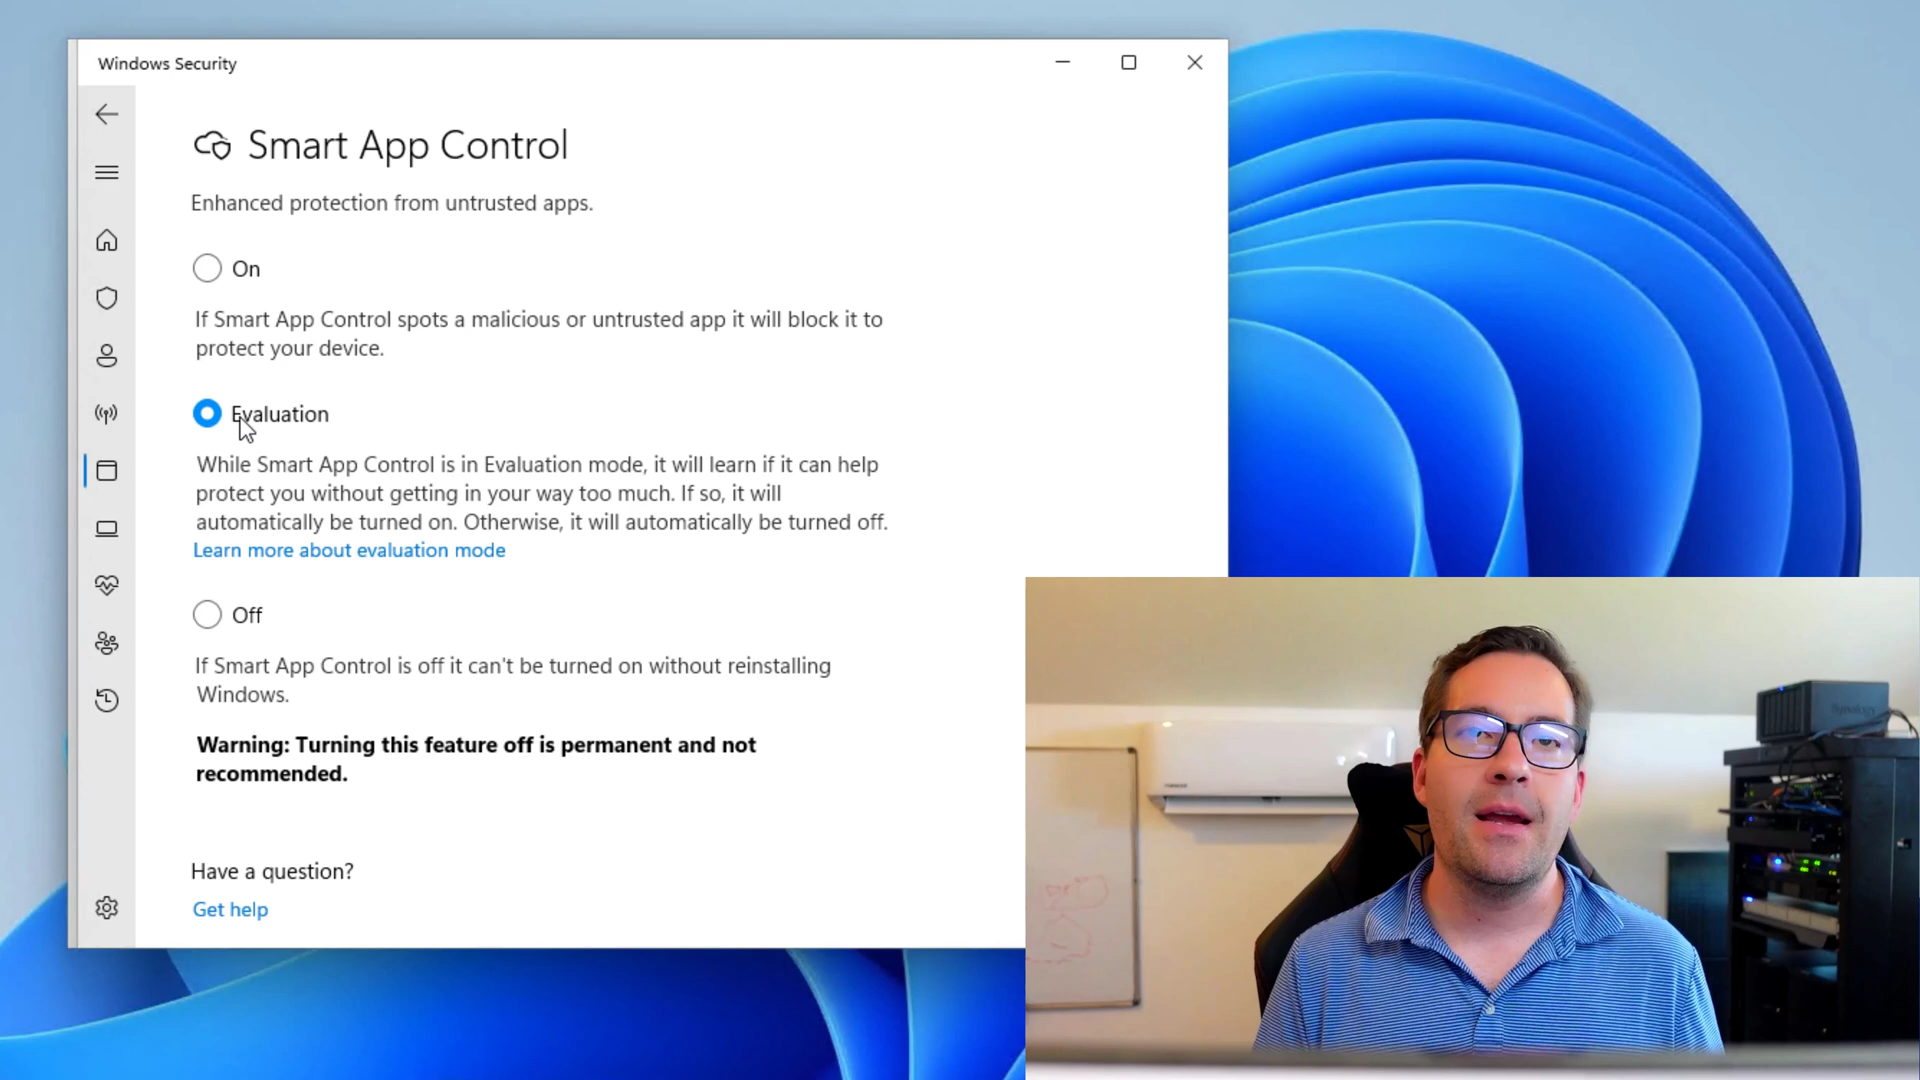 Windows Security
Smart App Control
Enhanced protection from untrusted apps.
On
If Smart App Control spots a malicious or untrusted app it will block it to
protect your device.
Evaluation
While Smart App Control is in Evaluation mode, it will learn if it can help
protect you without getting in your way too much. If so, it will
automatically be turned on. Otherwise, it will automatically be turned off.
Learn more about evaluation mode
Off
If Smart App Control is off it can't be turned on without reinstalling
Windows.
Warning: Turning this feature off is permanent and not
recommended.
Have a question?
Get help
Synology